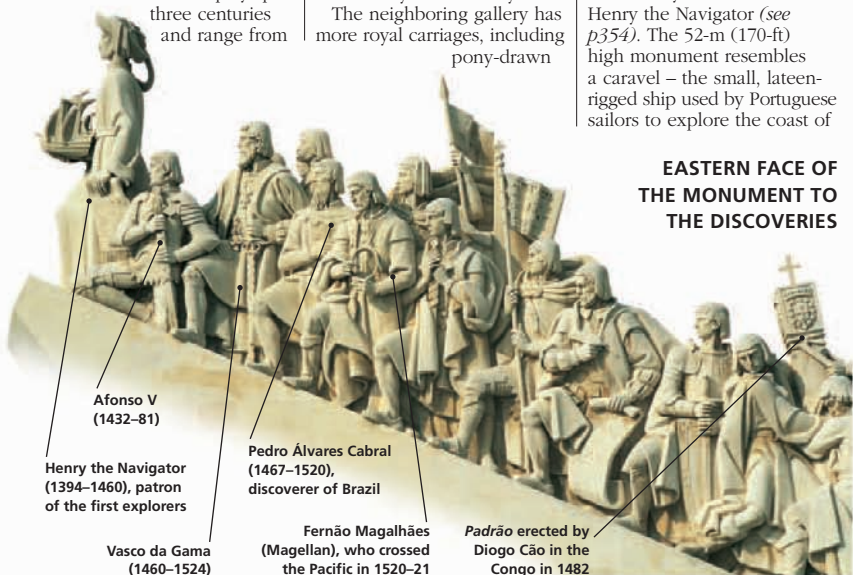 three centuries
and range from
The neighboring gallery has
more royal carriages, including
pony-drawn
Henry the Navigator (see
p354). The 52-m (170-ft)
high monument resembles
a caravel – the small, lateen-
rigged ship used by Portuguese
sailors to explore the coast of
EASTERN FACE OF
THE MONUMENT TO
THE DISCOVERIES
Afonso V
(1432–81)
Henry the Navigator
(1394–1460), patron
of the first explorers
Vasco da Gama
(1460–1524)
Pedro Álvares Cabral
(1467–1520),
discoverer of Brazil
Fernão Magalhães
(Magellan), who crossed
the Pacific in 1520–21
Padrão erected by
Diogo Cão in the
Congo in 1482